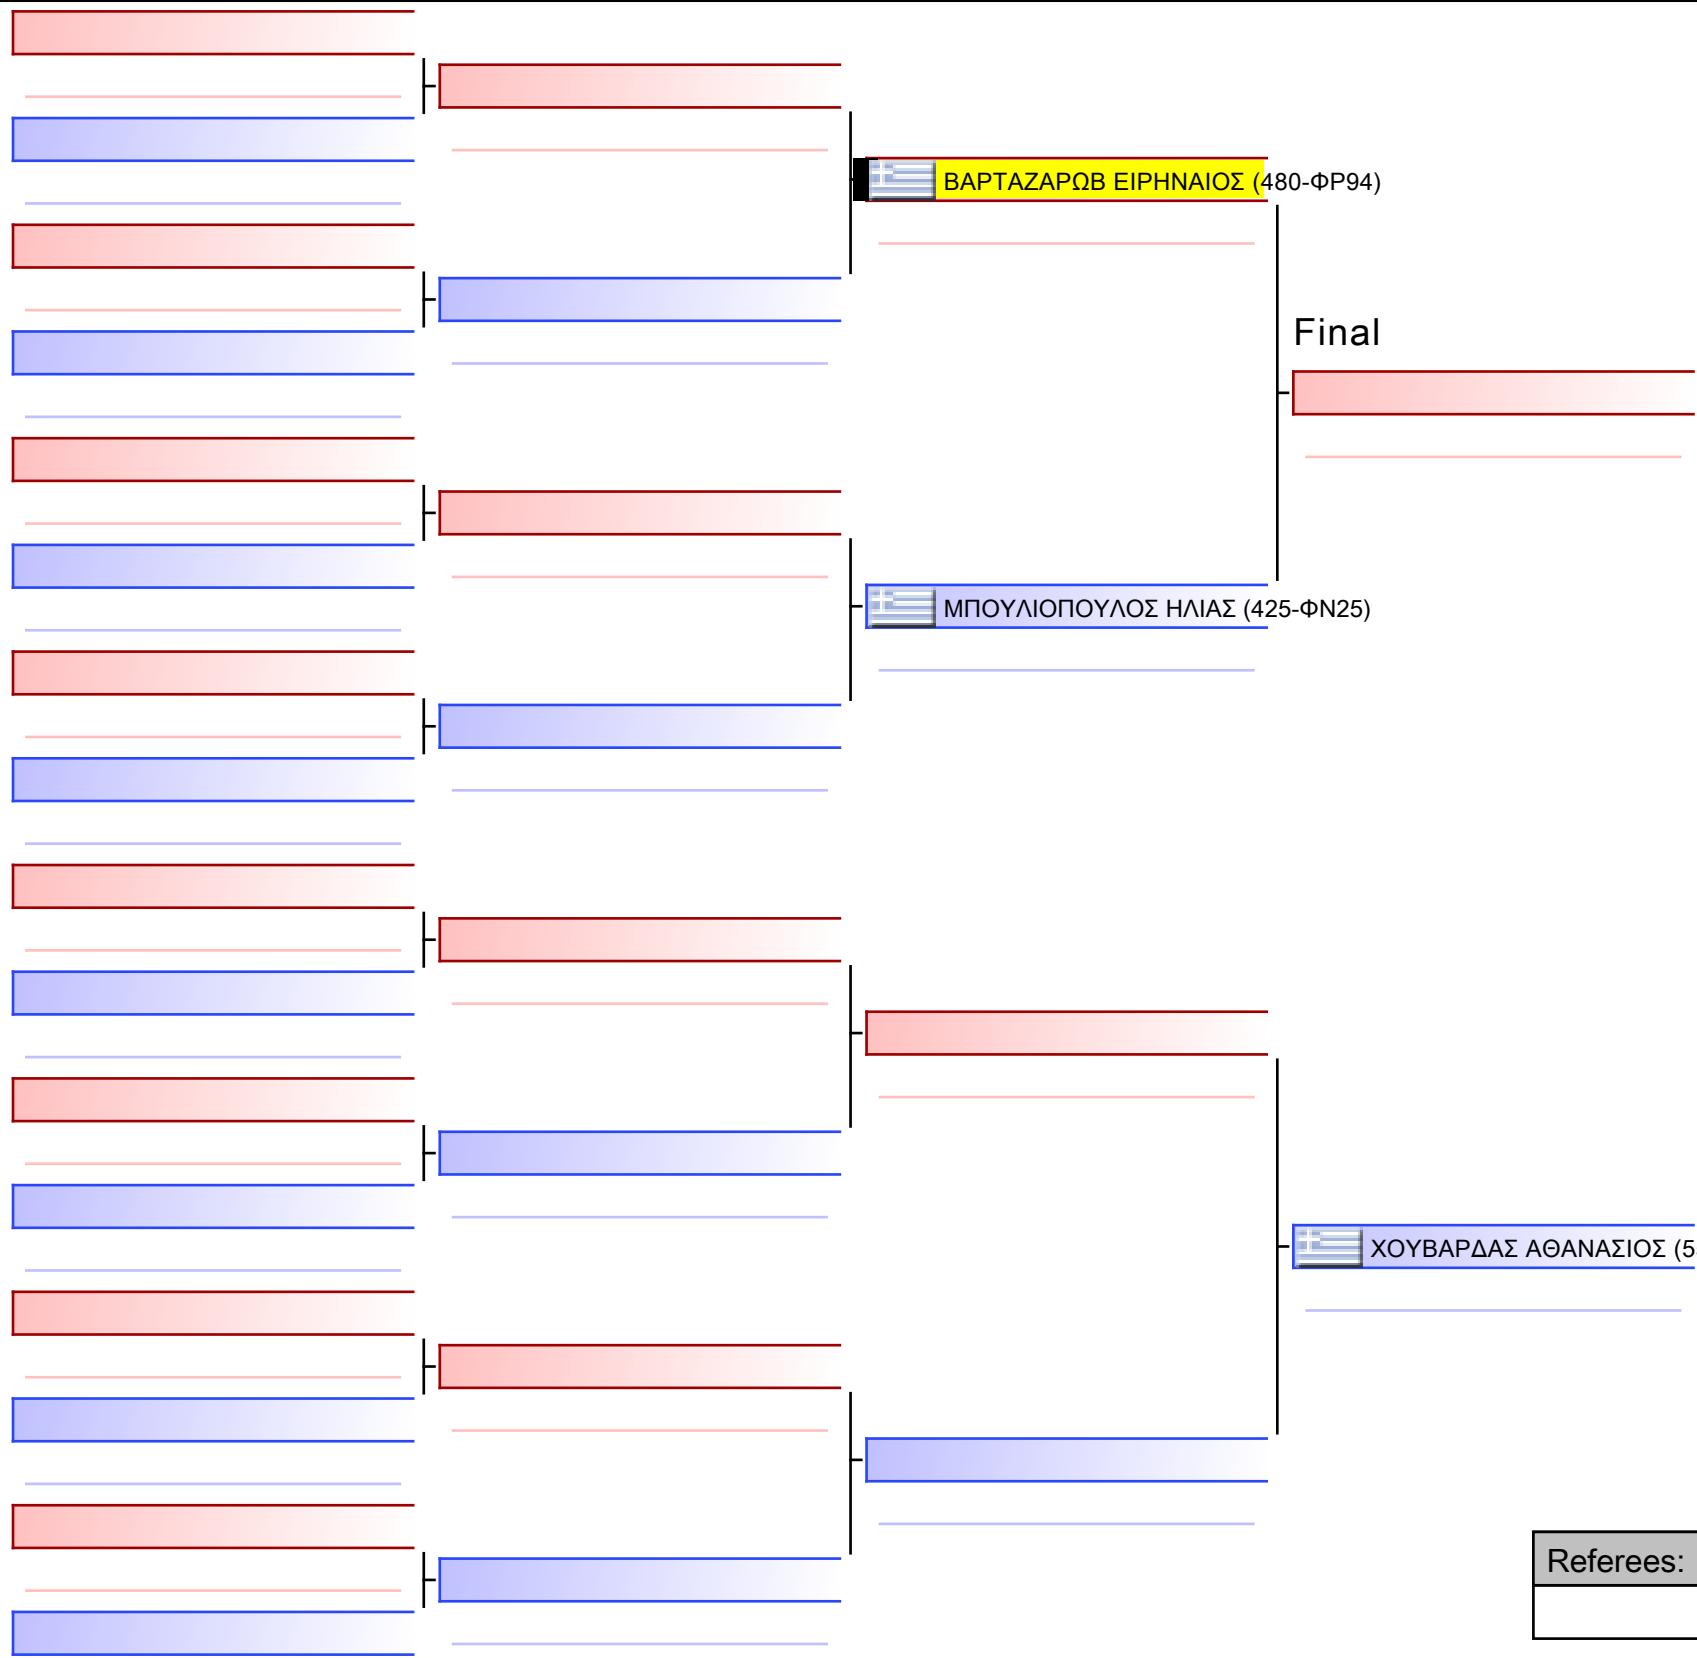 ΒΑΡΤΑΖΑΡΩΒ ΕΙΡΗΝΑΙΟΣ (480-ΦΡ94)
Final
ΜΠΟΥΛΙΟΠΟΥΛΟΣ ΗΛΙΑΣ (425-ΦΝ25)
ΧΟΥΒΑΡΔΑΣ ΑΘΑΝΑΣΙΟΣ
Referees: